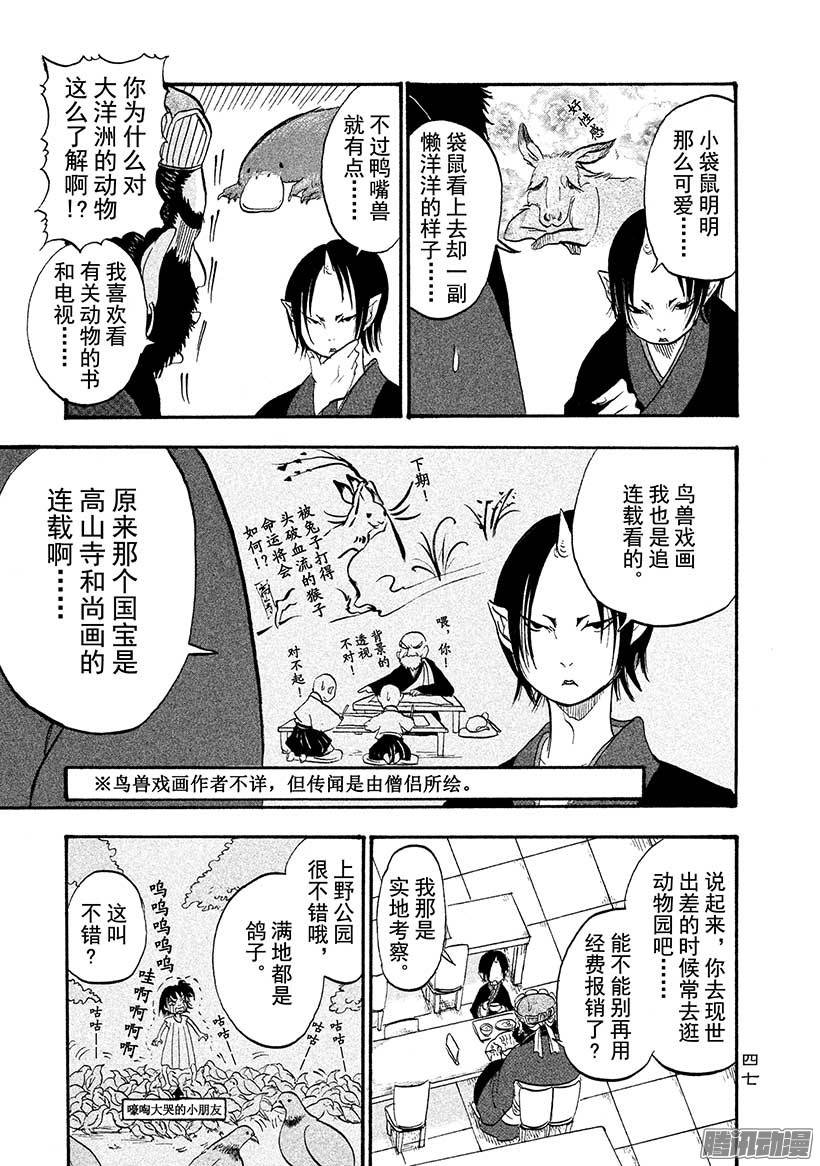 小袋鼠明明
那么可爱……
好
性感
袋鼠看上去却一副
懒洋洋的样子……
不过鸭嘴兽
就有点……
你为什么对
大洋洲的动物
这么了解啊!?
我喜欢看
有关动物的书
和电视……
鸟兽戏画
我也是追
连载看的。
下期!
被兔子打得
头破血流的猴子
命运将会
如何!?
喂,你!
背景的
透视
不对!
对不起!
原来那个国宝是
高山寺和尚画的
连载啊……
※鸟兽戏画作者不详,但传闻是由僧侣所绘。
说起来,你去现世
出差的时候常去逛
动物园吧……
能不能别再用
经费报销了?
我那是
实地考察。
上野公园
很不错哦,
满地都是
鸽子。
呜呜呜呜
哇啊啊啊啊
咕咕—
咕咕
咕咕
咕咕—
嚎啕大哭的小朋友
这叫
不错?
四七
腾讯动漫